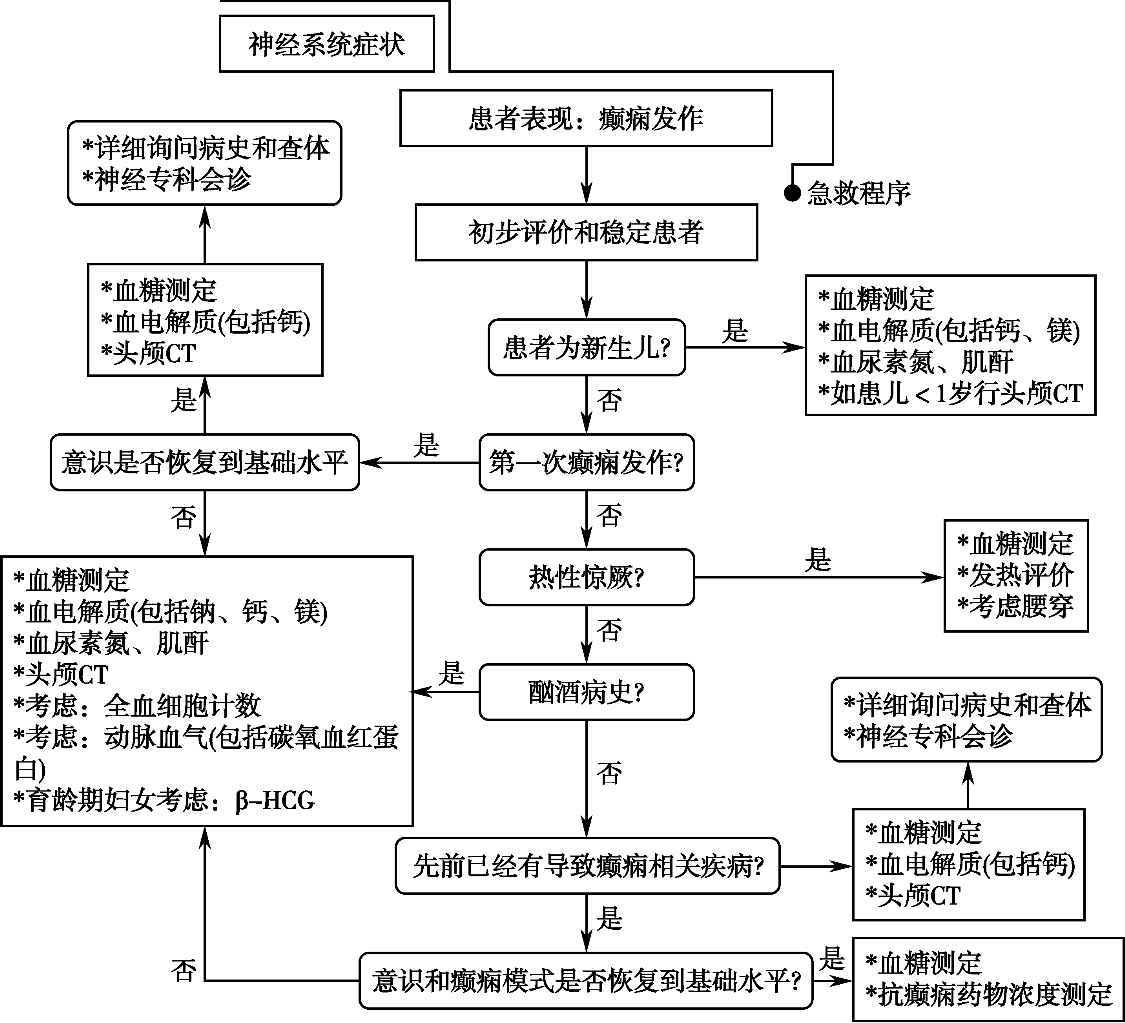 神经系统症状
患者表现：癫痫发作
*详细询问病史和查体
*神经专科会诊
急救程序
初步评价和稳定患者
*血糖测定
*血电解质(包括钙)
*头颅CT
患者为新生儿?
是
*血糖测定
*血电解质(包括钙、镁)
*血尿素氮、肌酐
*如患儿＜1岁行头颅CT
是
否
意识是否恢复到基础水平
是
第一次癫痫发作?
否
否
热性惊厥?
是
*血糖测定
*发热评价
*考虑腰穿
*血糖测定
*血电解质(包括钠、钙、镁)
*血尿素氮、肌酐
*头颅CT
*考虑：全血细胞计数
*考虑：动脉血气(包括碳氧血红蛋
白)
*育龄期妇女考虑：β-HCG
否
是
酗酒病史?
*详细询问病史和查体
*神经专科会诊
否
先前已经有导致癫痫相关疾病?
*血糖测定
*血电解质(包括钙)
*头颅CT
是
否
意识和癫痫模式是否恢复到基础水平?
是
*血糖测定
*抗癫痫药物浓度测定